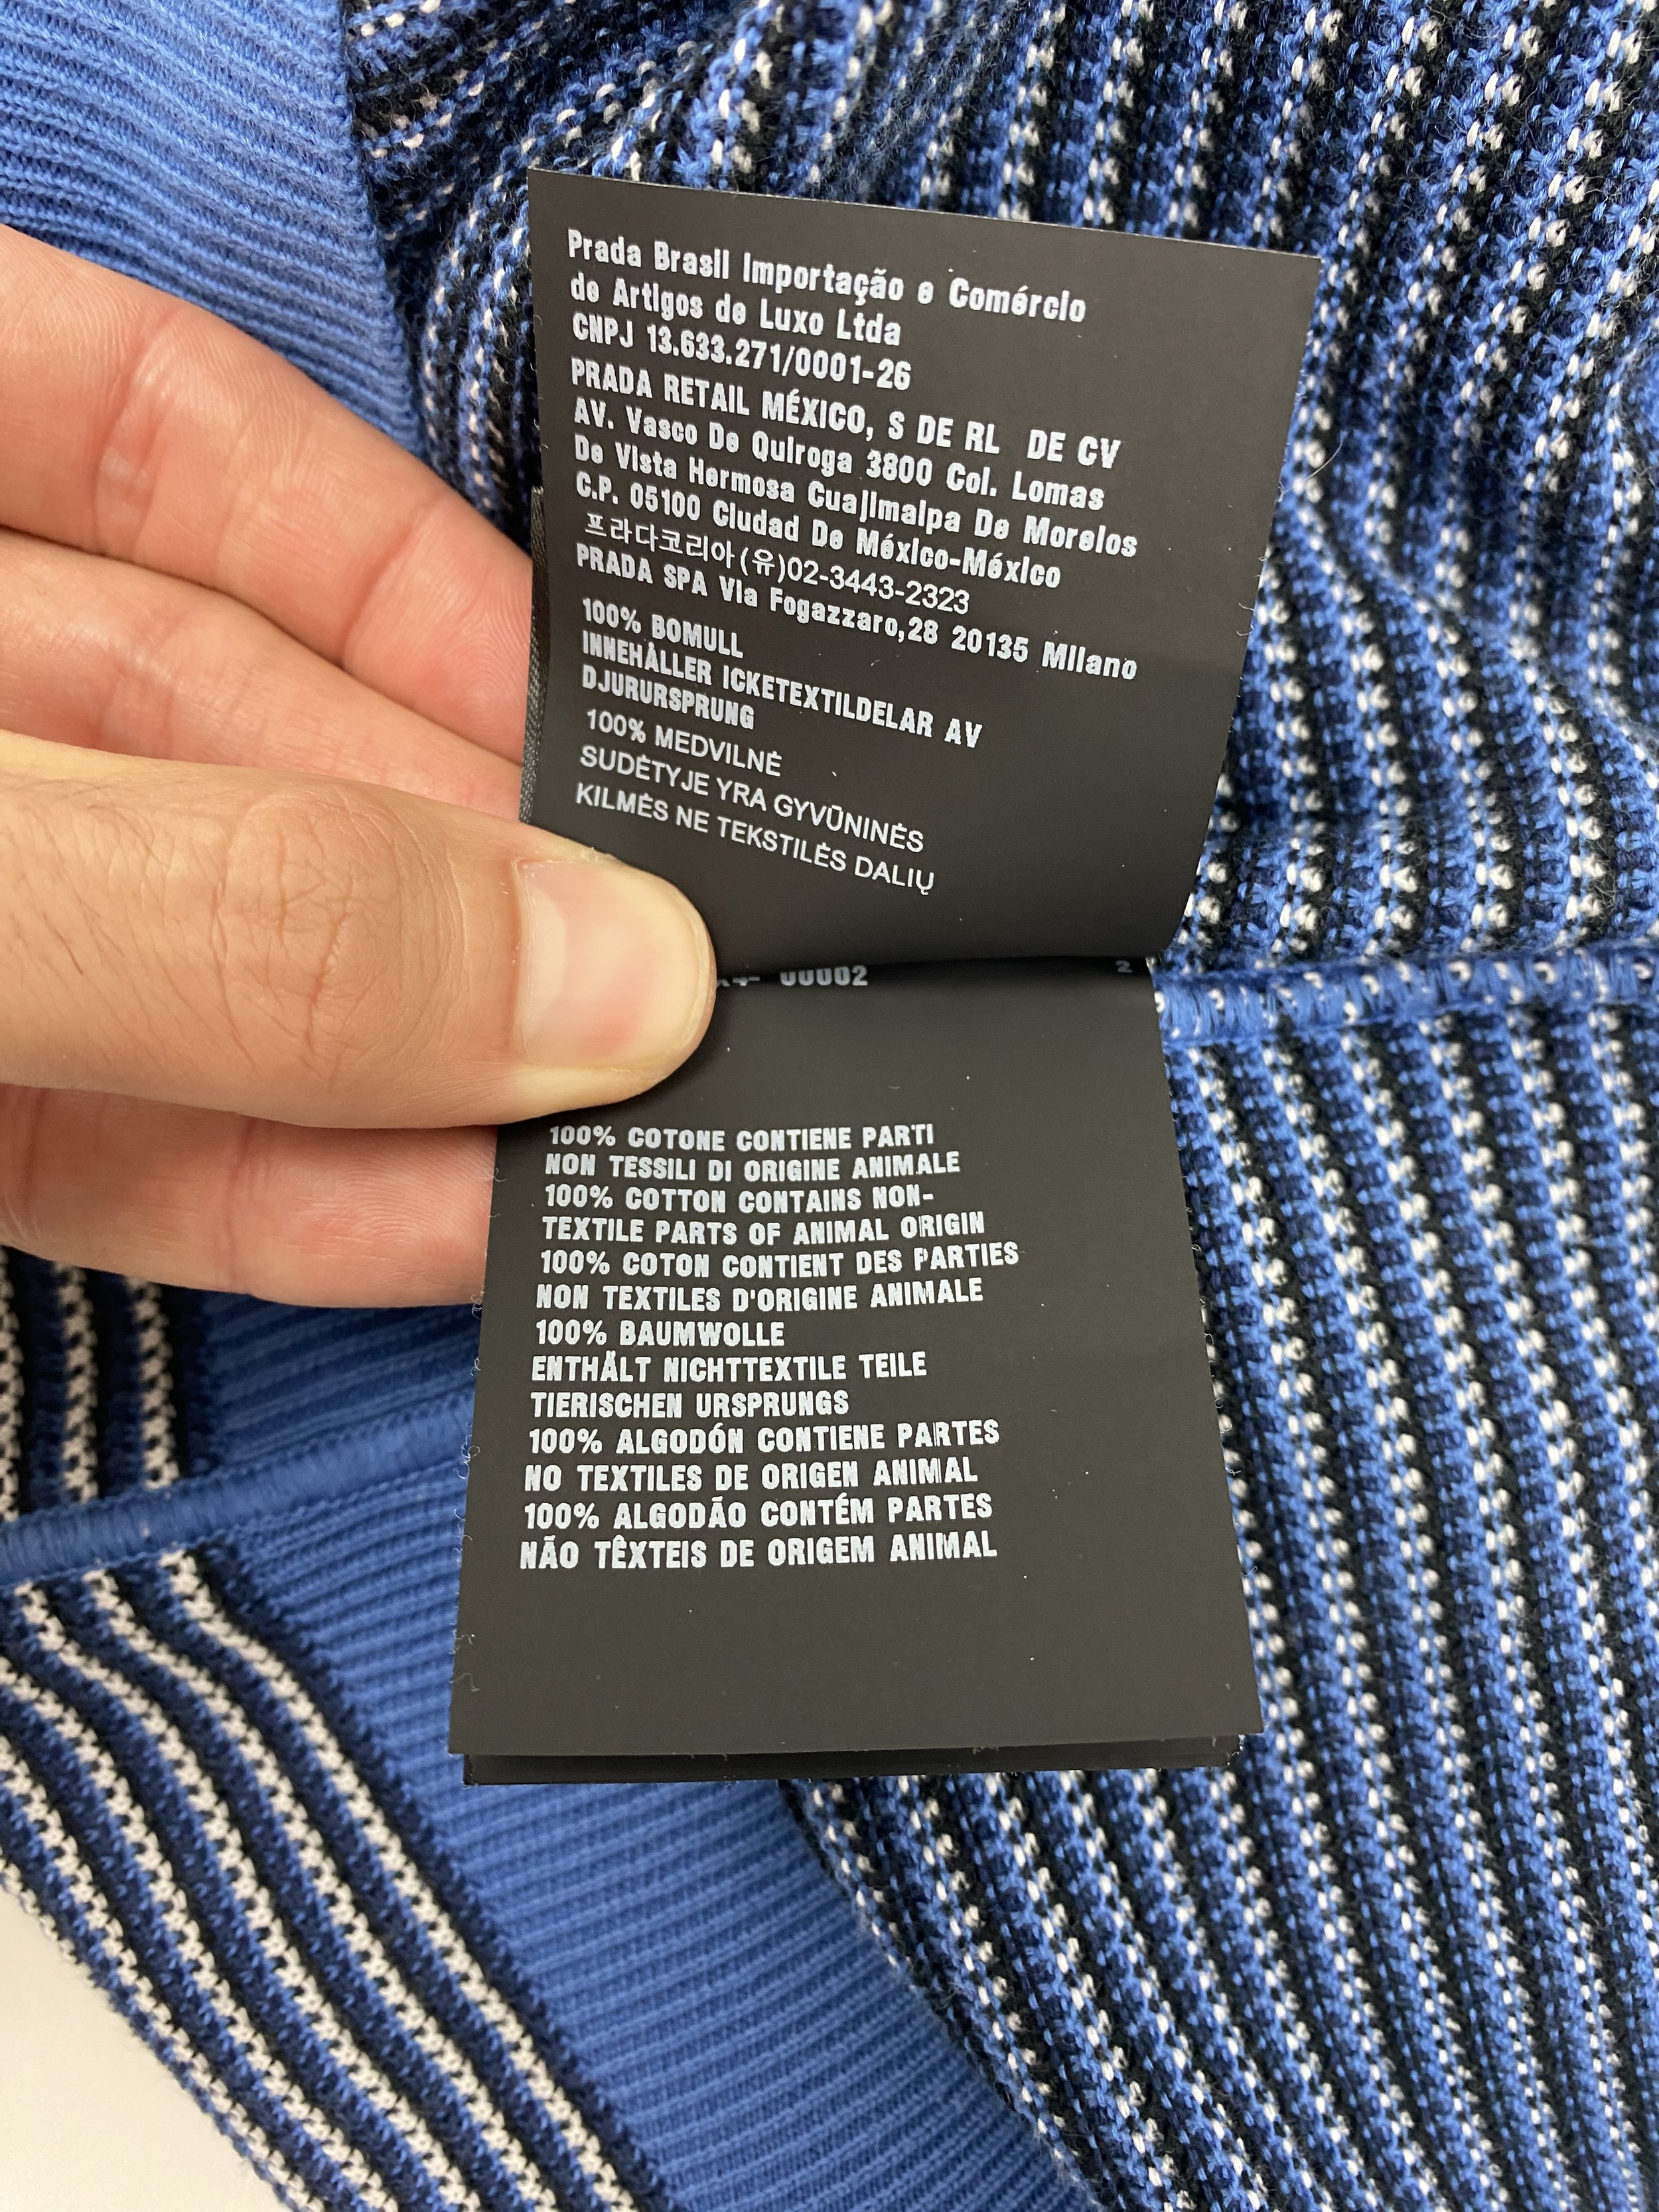 Prada Brasil Importação e Comércio
de Artigos de Luxo Ltda
CNPJ 13.633.271/0001-26
PRADA RETAIL MÉXICO, S DE RL DE CV
AV. Vasco De Quiroga 3800 Col. Lomas
De Vista Hermosa Cuajimalpa De Morelos
C.P. 05100 Ciudad De México-México
프라다코리아(유)02-3443-2323
PRADA SPA Via Fogazzaro,28 20135 Milano
100% BOMULL
INNEHÅLLER ICKETEXTILDELAR AV
DJURURSPRUNG
100% MEDVILNĖ
SUDĖTYJE YRA GYVŪNINĖS
KILMĖS NE TEKSTILĖS DALIŲ
00002 2
100% COTONE CONTIENE PARTI
NON TESSILI DI ORIGINE ANIMALE
100% COTTON CONTAINS NON-
TEXTILE PARTS OF ANIMAL ORIGIN
100% COTON CONTIENT DES PARTIES
NON TEXTILES D'ORIGINE ANIMALE
100% BAUMWOLLE
ENTHÄLT NICHTTEXTILE TEILE
TIERISCHEN URSPRUNGS
100% ALGODÓN CONTIENE PARTES
NO TEXTILES DE ORIGEN ANIMAL
100% ALGODÃO CONTÉM PARTES
NÃO TÊXTEIS DE ORIGEM ANIMAL